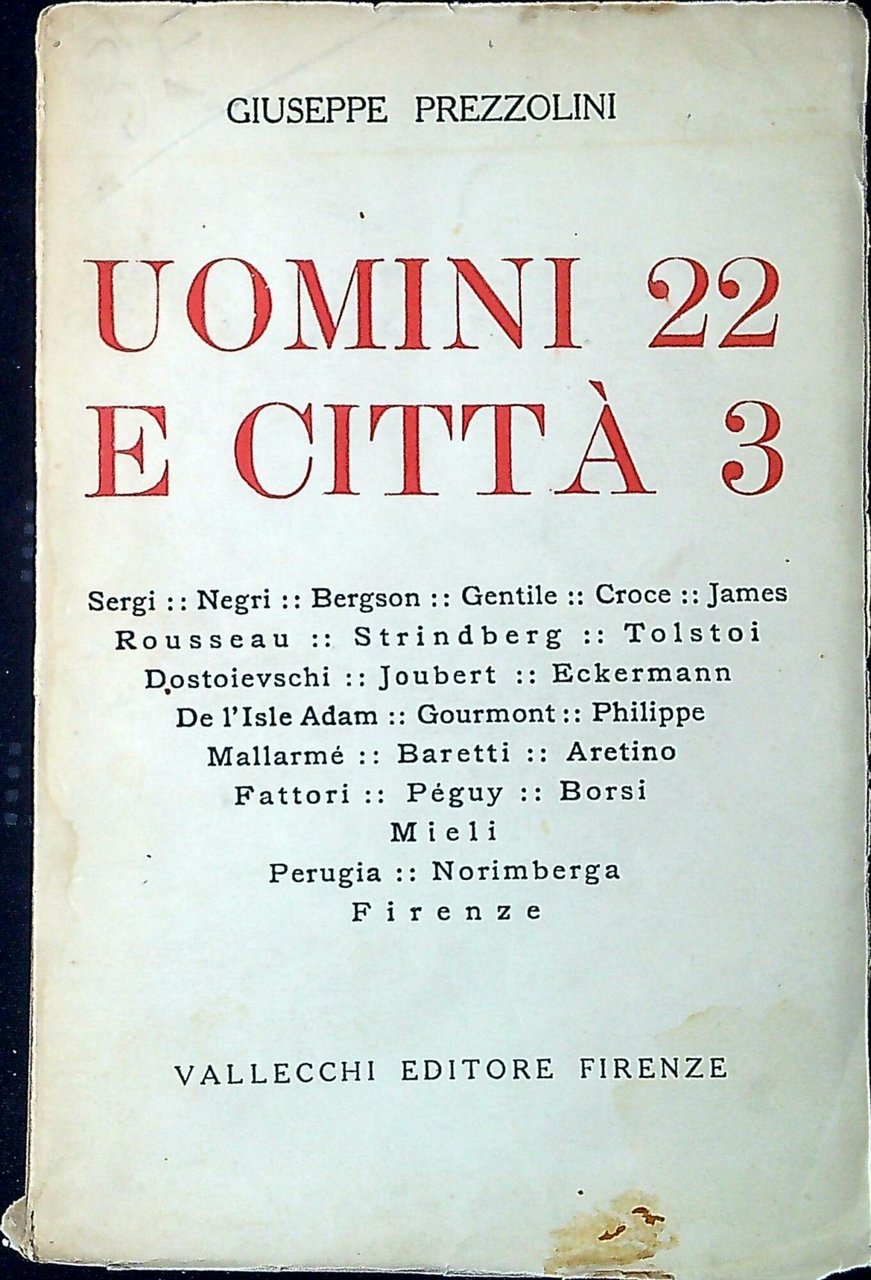 GIUSEPPE PREZZOLINI
UOMINI 22
E CITTÀ 3
Sergi :: Negri :: Bergson :: Gentile :: Croce :: James
Rousseau :: Strindberg :: Tolstoi
Dostoievschi :: Joubert :: Eckermann
De l'Isle Adam :: Gourmont :: Philippe
Mallarmé :: Baretti :: Aretino
Fattori :: Péguy :: Borsi
Mieli
Perugia :: Norimberga
Firenze
VALLECCHI EDITORE FIRENZE